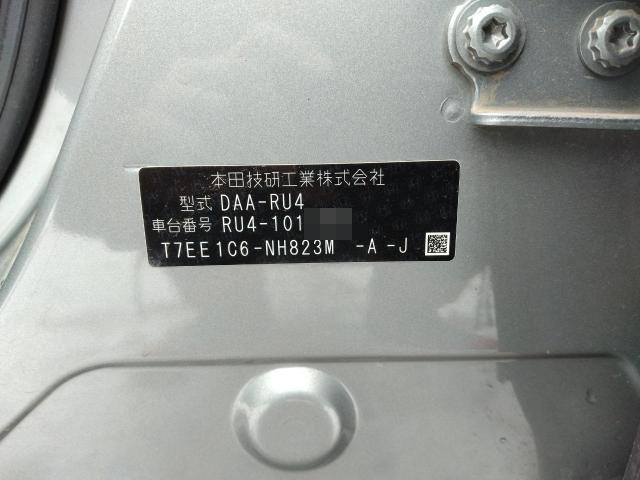 本田技研工業株式会社
型式 DAA-RU4
車台番号 RU4-101
T7EE1C6-NH823M -A -J